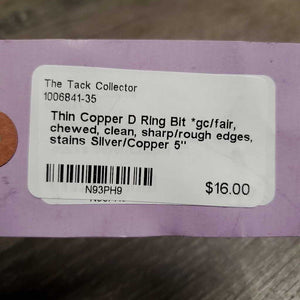 The Tack Collector
1006841-35
Thin Copper D Ring Bit *gc/fair,
chewed, clean, sharp/rough edges,
stains Silver/Copper 5"
N93PH9
$16.00